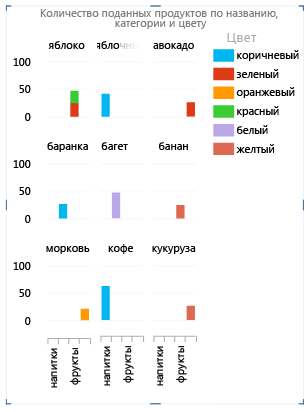 Количество поданных продуктов по названию,
категории и цвету
Цвет
яблоко авокадо
коричневый
зеленый
оранжевый
красный
белый
желтый
100
50
0
баранка багет банан
100
50
0
морковь кофе кукуруза
100
50
0
напитки фрукты напитки фрукты напитки фрукты